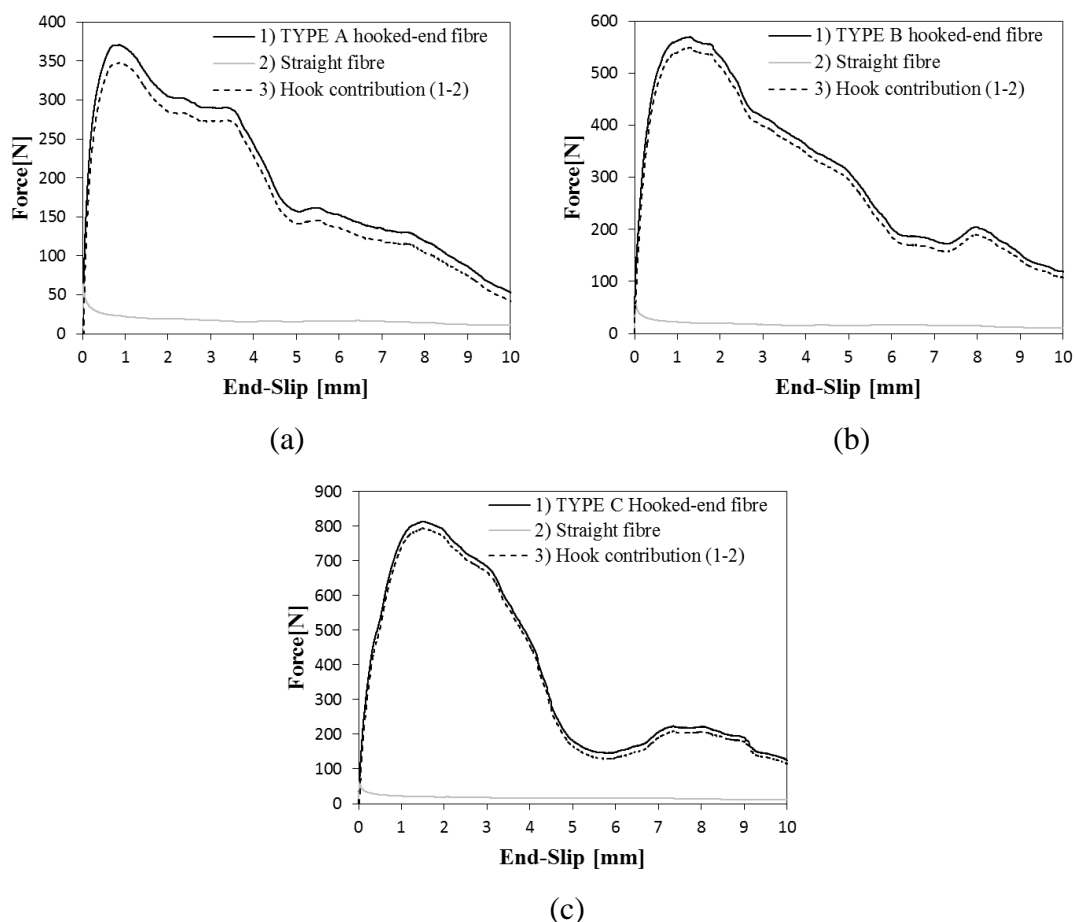 400
350
300
250
200
150
100
50
0
Force[N]
1) TYPE A hooked-end fibre
2) Straight fibre
3) Hook contribution (1-2)
0 1 2 3 4 5 6 7 8 9 10
End-Slip [mm]
(a)
600
500
400
300
200
100
0
Force[N]
1) TYPE B hooked-end fibre
2) Straight fibre
3) Hook contribution (1-2)
0 1 2 3 4 5 6 7 8 9 10
End-Slip [mm]
(b)
900
800
700
600
500
400
300
200
100
0
Force[N]
1) TYPE C Hooked-end fibre
2) Straight fibre
3) Hook contribution (1-2)
0 1 2 3 4 5 6 7 8 9 10
End-Slip [mm]
(c)